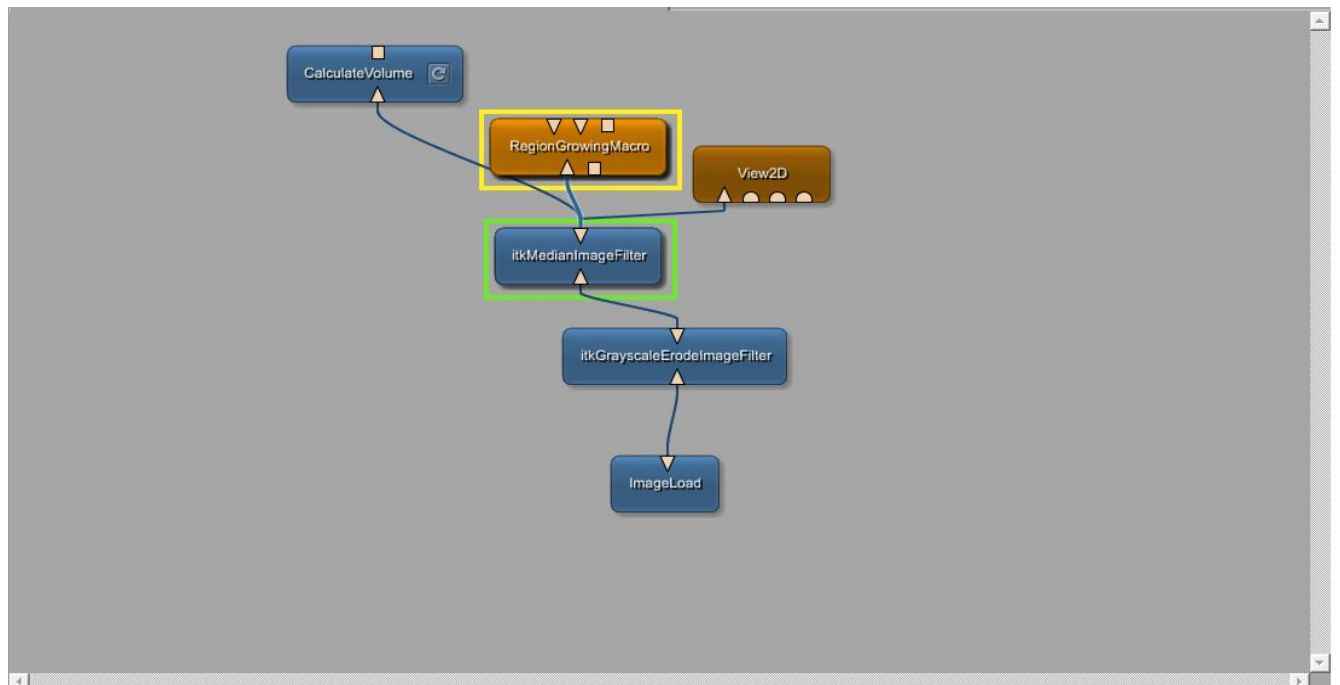 CalculateVolume
RegionGrowingMacro
View2D
itkMedianImageFilter
itkGrayscaleErodeImageFilter
ImageLoad